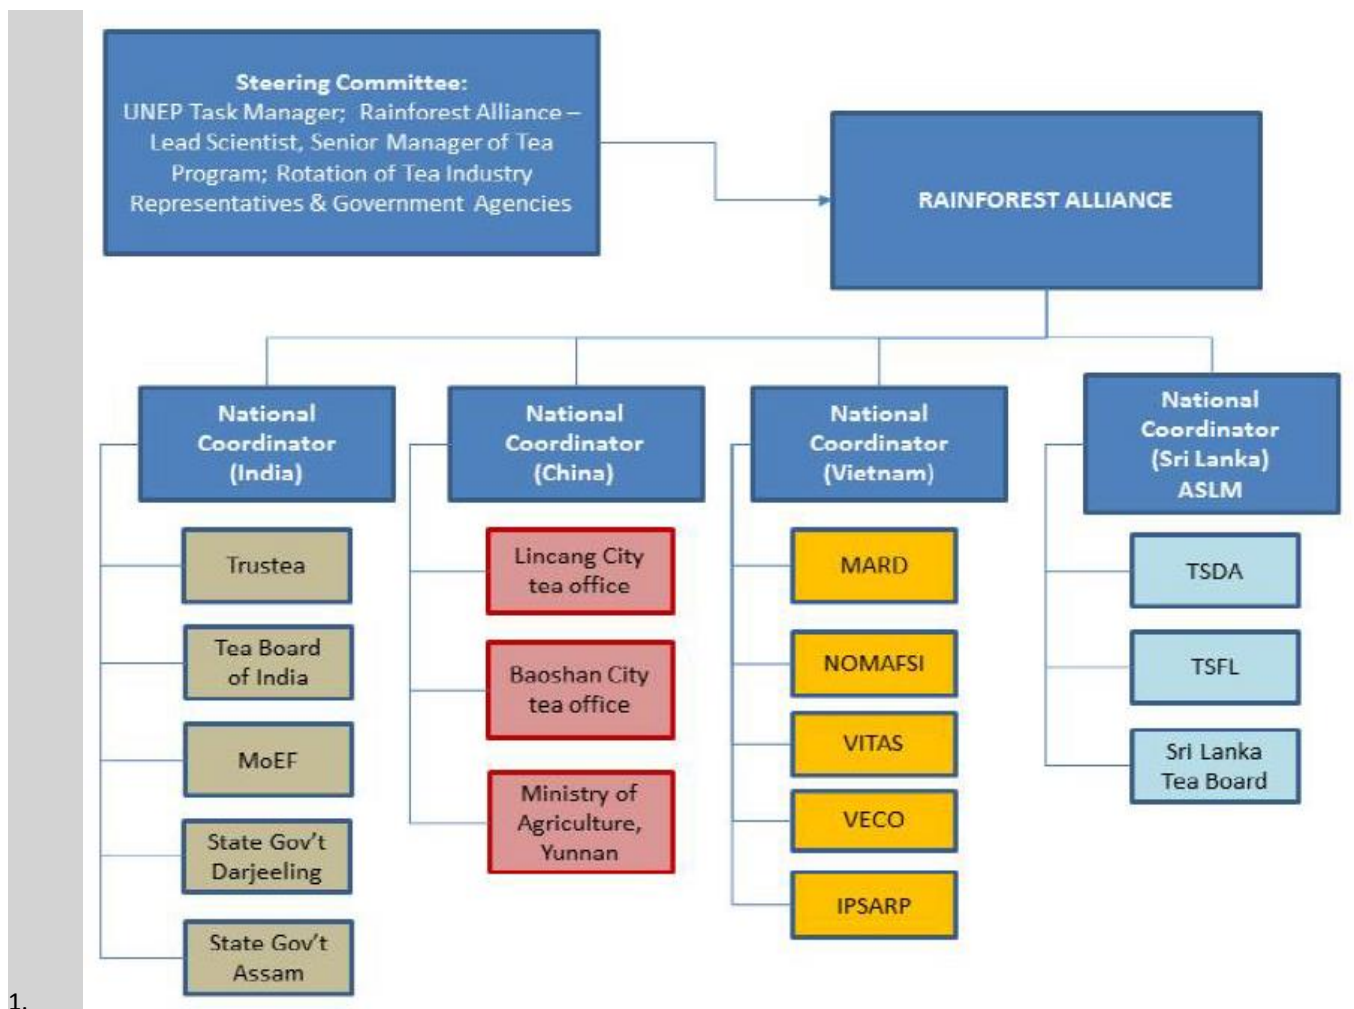 Steering Committee:
UNEP Task Manager; Rainforest Alliance –
Lead Scientist, Senior Manager of Tea
Program; Rotation of Tea Industry
Representatives & Government Agencies
RAINFOREST ALLIANCE
National
Coordinator
(India)
Trustea
Tea Board
of India
MoEF
State Gov't
Darjeeling
State Gov't
Assam
National
Coordinator
(China)
Lincang City
tea office
Baoshan City
tea office
Ministry of
Agriculture,
Yunnan
National
Coordinator
(Vietnam)
MARD
NOMAFSI
VITAS
VECO
IPSARP
National
Coordinator
(Sri Lanka)
ASLM
TSDA
TSFL
Sri Lanka
Tea Board
1.